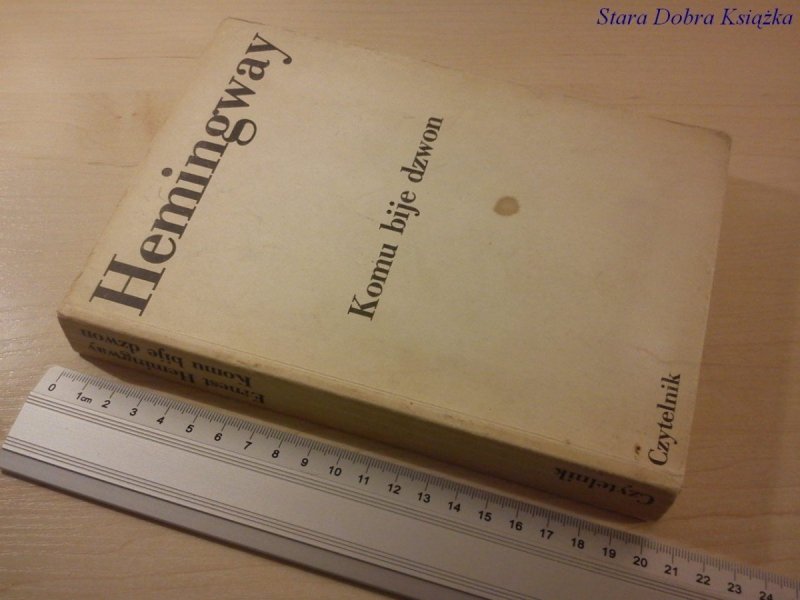 Stara Dobra Książka
Hemingway
Komu bije dzwon
Czytelnik
Ernest Hemingway
Komu bije dzwon
Czytelnik
0 1cm 2 3 4 5 6 7 8 9 10 11 12 13 14 15 16 17 18 19 20 21 22 23 24